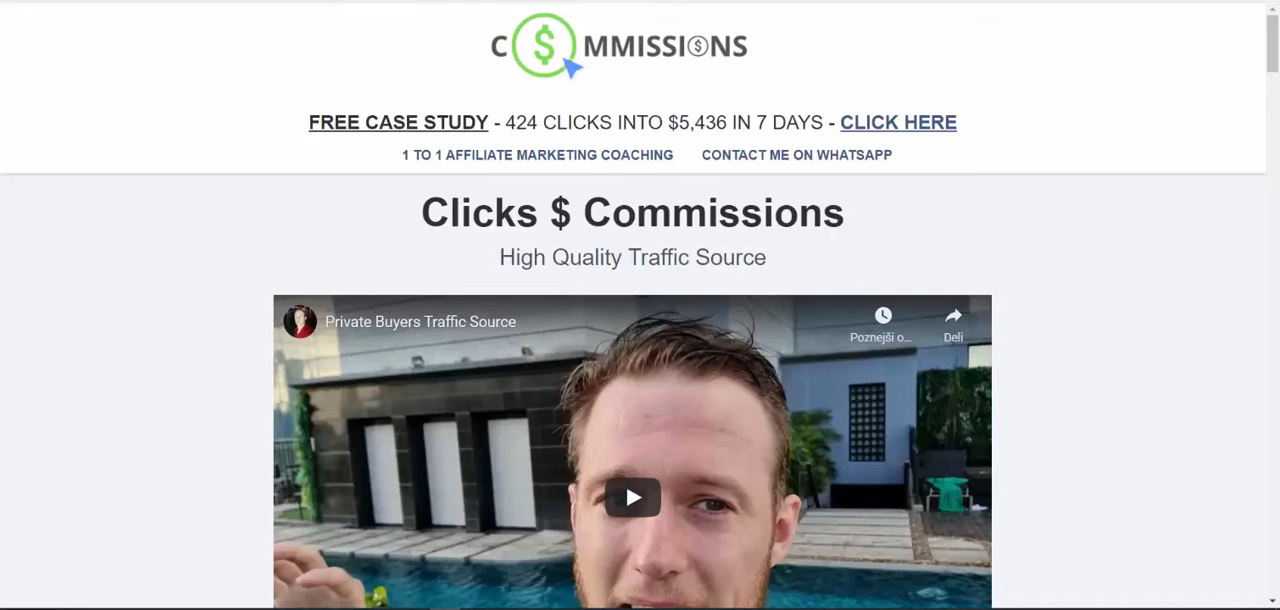 C$MMISSI$NS
FREE CASE STUDY - 424 CLICKS INTO $5,436 IN 7 DAYS - CLICK HERE
1 TO 1 AFFILIATE MARKETING COACHING CONTACT ME ON WHATSAPP
Clicks $ Commissions
High Quality Traffic Source
Private Buyers Traffic Source
Poznejši o... Deli